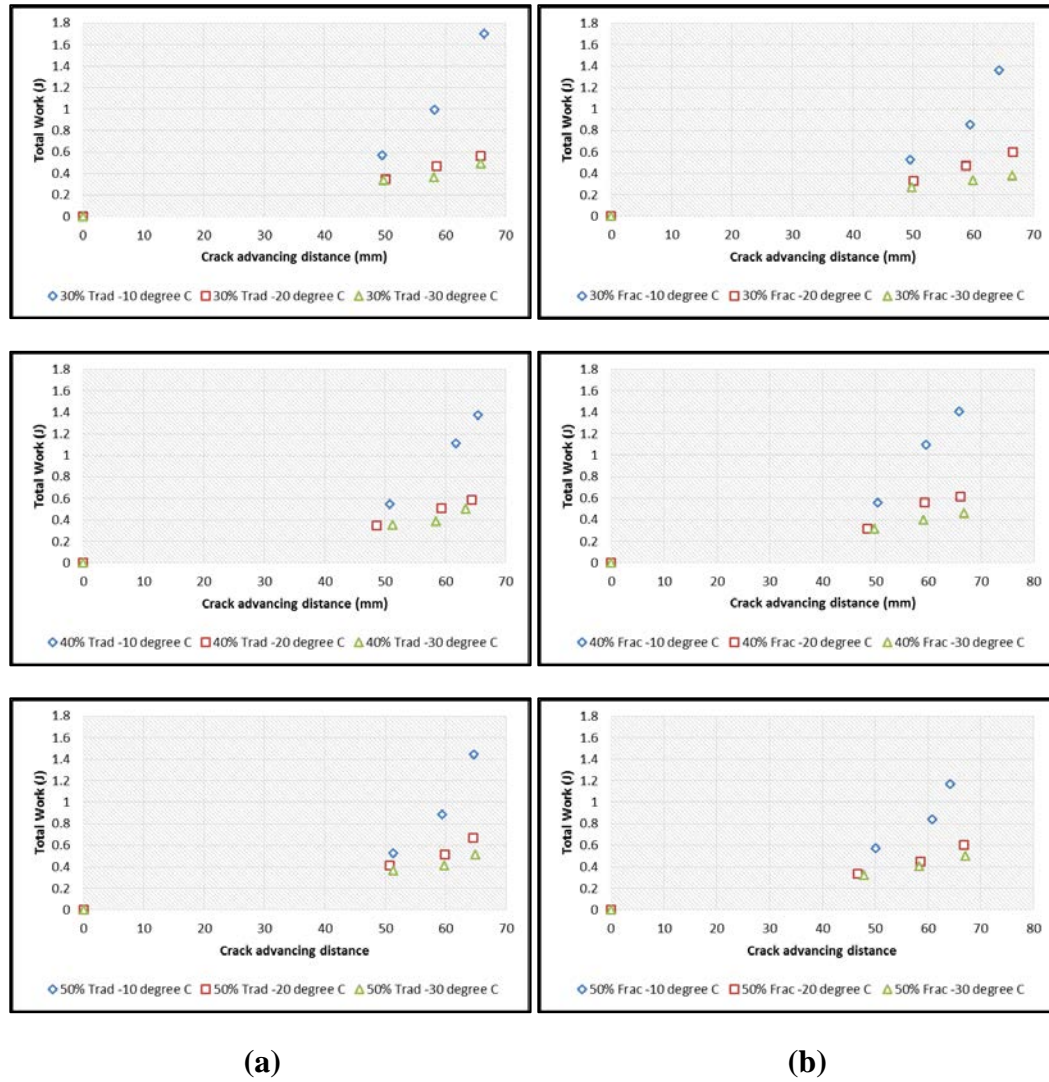 1.8
1.6
1.4
1.2
1
0.8
0.6
0.4
0.2
0
Total Work (J)
0 10 20 30 40 50 60 70
Crack advancing distance (mm)
30% Trad -10 degree C 30% Trad -20 degree C 30% Trad -30 degree C
1.8
1.6
1.4
1.2
1
0.8
0.6
0.4
0.2
0
Total Work (J)
0 10 20 30 40 50 60 70
Crack advancing distance (mm)
30% Frac -10 degree C 30% Frac -20 degree C 30% Frac -30 degree C
1.8
1.6
1.4
1.2
1
0.8
0.6
0.4
0.2
0
Total Work (J)
0 10 20 30 40 50 60 70
Crack advancing distance (mm)
40% Trad -10 degree C 40% Trad -20 degree C 40% Trad -30 degree C
1.8
1.6
1.4
1.2
1
0.8
0.6
0.4
0.2
0
Total Work (J)
0 10 20 30 40 50 60 70 80
Crack advancing distance (mm)
40% Frac -10 degree C 40% Frac -20 degree C 40% Frac -30 degree C
1.8
1.6
1.4
1.2
1
0.8
0.6
0.4
0.2
0
Total Work (J)
0 10 20 30 40 50 60 70
Crack advancing distance
50% Trad -10 degree C 50% Trad -20 degree C 50% Trad -30 degree C
1.8
1.6
1.4
1.2
1
0.8
0.6
0.4
0.2
0
Total Work (J)
0 10 20 30 40 50 60 70 80
Crack advancing distance
50% Frac -10 degree C 50% Frac -20 degree C 50% Frac -30 degree C
(a)
(b)